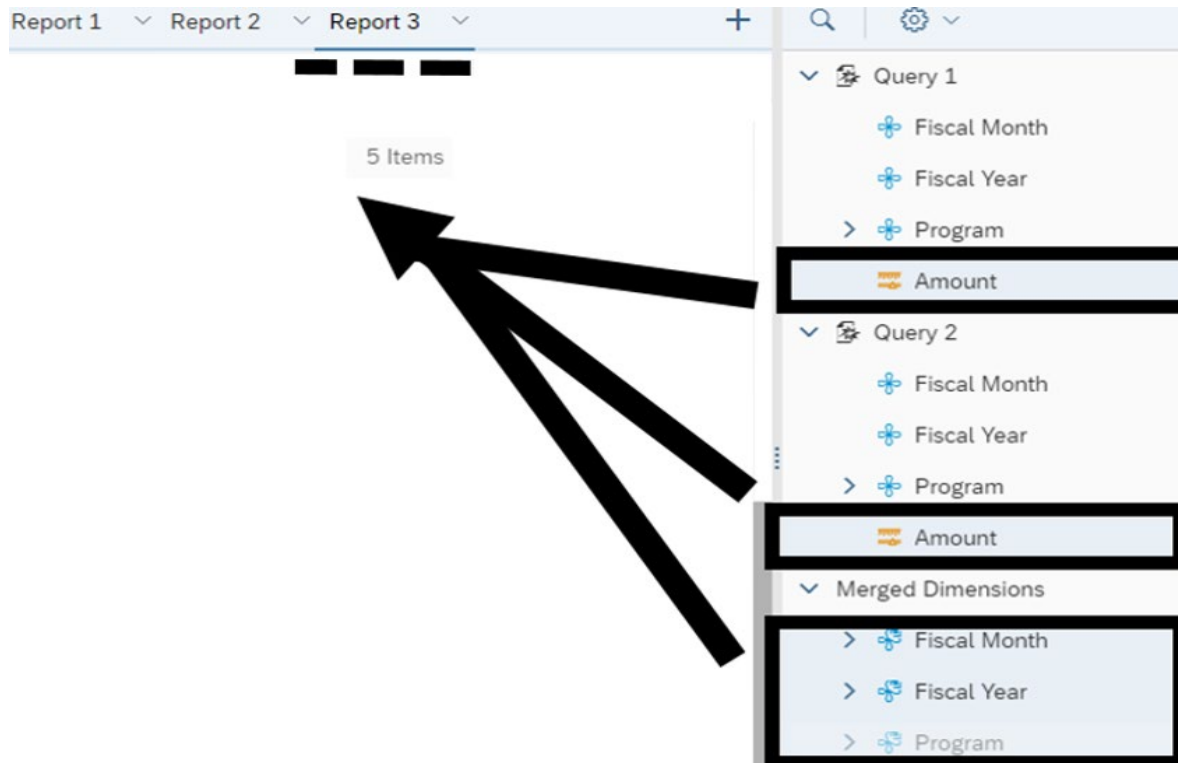 Report 1 Report 2 Report 3
5 Items
Query 1
Fiscal Month
Fiscal Year
Program
Amount
Query 2
Fiscal Month
Fiscal Year
Program
Amount
Merged Dimensions
Fiscal Month
Fiscal Year
Program